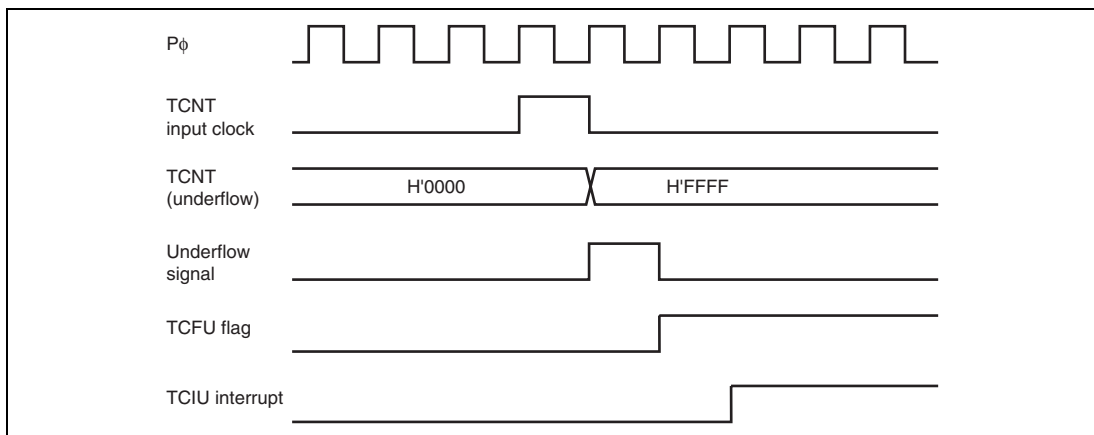 Pφ
TCNT
input clock
TCNT
(underflow)
H'0000
H'FFFF
Underflow
signal
TCFU flag
TCIU interrupt